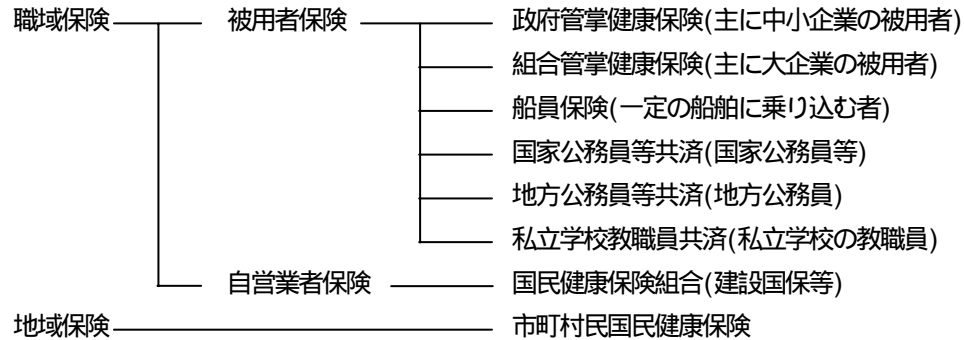 職域保険 被用者保険 政府管掌健康保険(主に中小企業の被用者)
組合管掌健康保険(主に大企業の被用者)
船員保険(一定の船舶に乗り込む者)
国家公務員等共済(国家公務員等)
地方公務員等共済(地方公務員)
私立学校教職員共済(私立学校の教職員)
自営業者保険 国民健康保険組合(建設国保等)
地域保険 市町村民国民健康保険